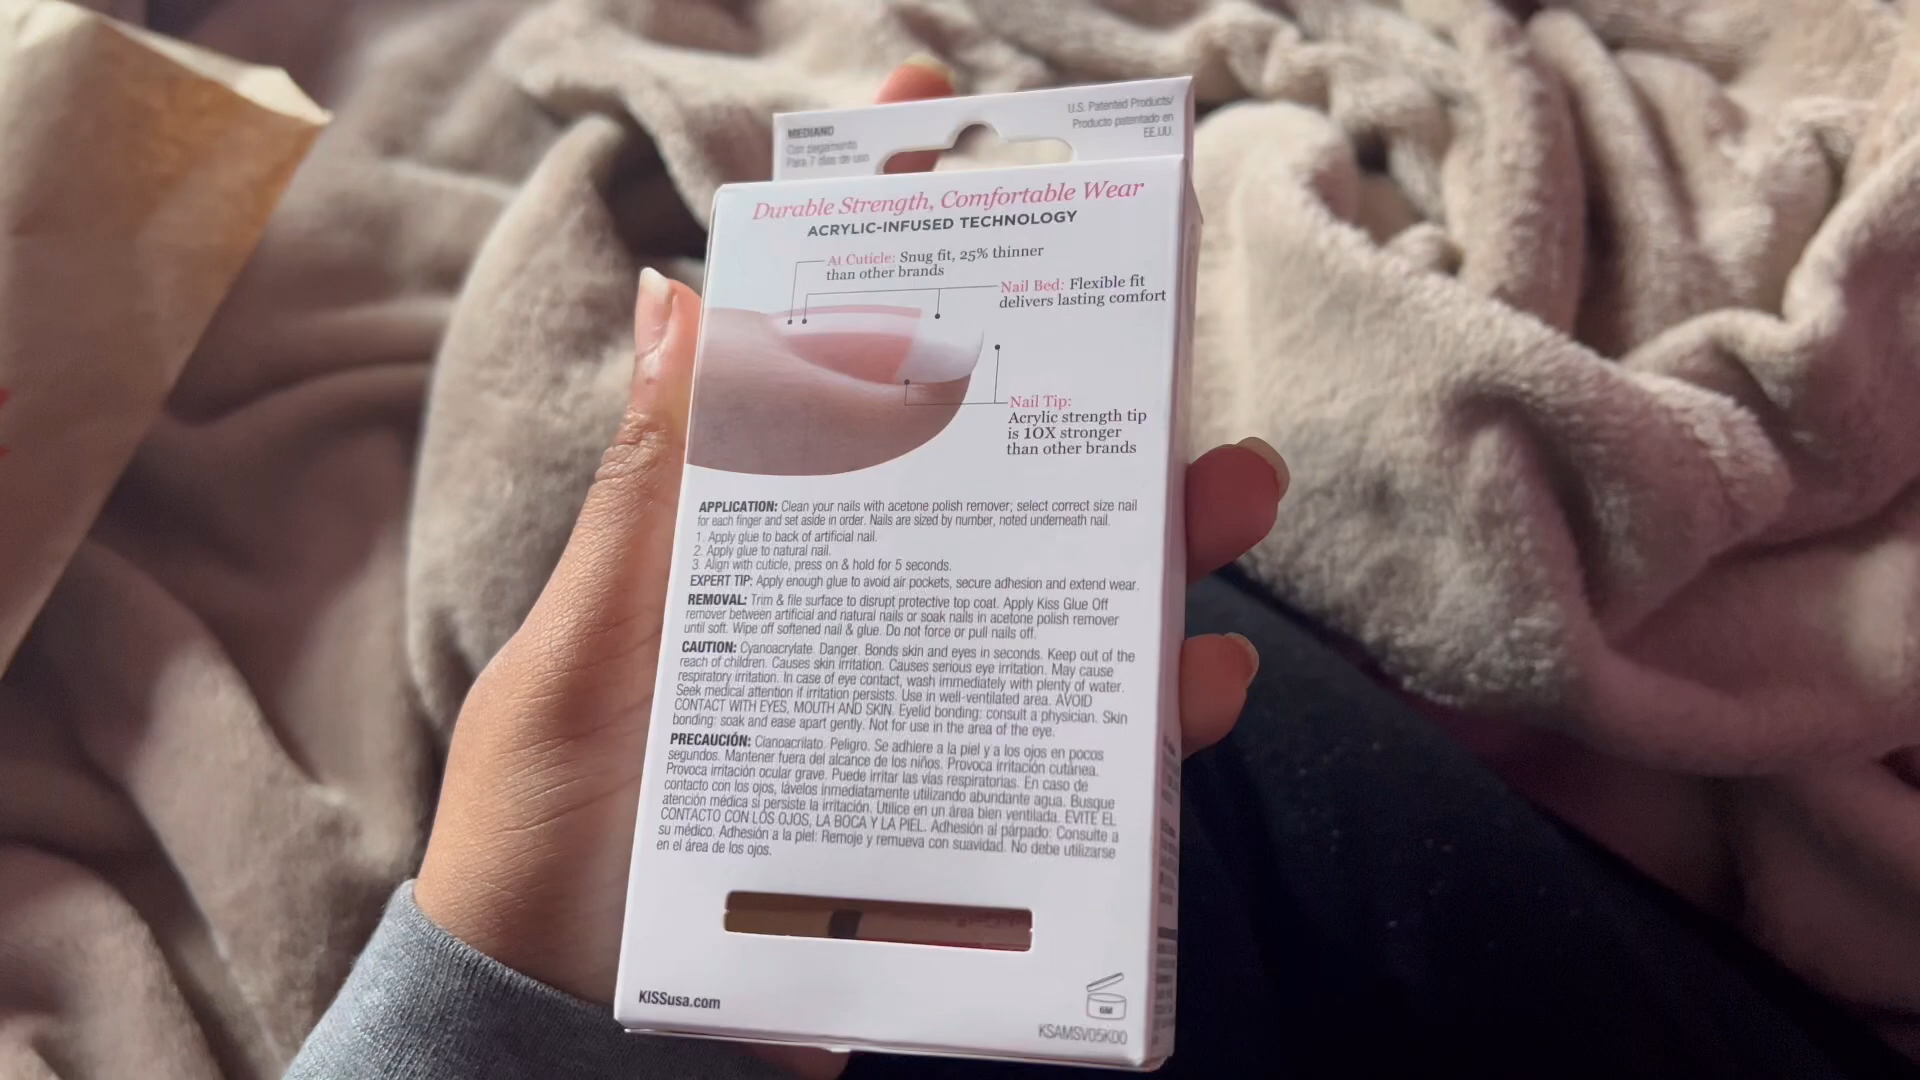 MEDIANO
Con pegamento
Para 7 días de uso
U.S. Patented Products/
Producto patentado en
EE.UU.
Durable Strength, Comfortable Wear
ACRYLIC-INFUSED TECHNOLOGY
At Cuticle: Snug fit, 25% thinner
than other brands
Nail Bed: Flexible fit
delivers lasting comfort
Nail Tip:
Acrylic strength tip
is 10X stronger
than other brands
APPLICATION: Clean your nails with acetone polish remover; select correct size nail
for each finger and set aside in order. Nails are sized by number, noted underneath nail.
1. Apply glue to back of artificial nail.
2. Apply glue to natural nail.
3. Align with cuticle, press on & hold for 5 seconds.
EXPERT TIP: Apply enough glue to avoid air pockets, secure adhesion and extend wear.
REMOVAL: Trim & file surface to disrupt protective top coat. Apply Kiss Glue Off
remover between artificial and natural nails or soak nails in acetone polish remover
until soft. Wipe off softened nail & glue. Do not force or pull nails off.
CAUTION: Cyanoacrylate. Danger. Bonds skin and eyes in seconds. Keep out of the
reach of children. Causes skin irritation. Causes serious eye irritation. May cause
respiratory irritation. In case of eye contact, wash immediately with plenty of water.
Seek medical attention if irritation persists. Use in well-ventilated area. AVOID
CONTACT WITH EYES, MOUTH AND SKIN. Eyelid bonding: consult a physician. Skin
bonding: soak and ease apart gently. Not for use in the area of the eye.
PRECAUCIÓN: Cianoacrilato. Peligro. Se adhiere a la piel y a los ojos en pocos
segundos. Mantener fuera del alcance de los niños. Provoca irritación cutánea.
Provoca irritación ocular grave. Puede irritar las vías respiratorias. En caso de
contacto con los ojos, lávelos inmediatamente utilizando abundante agua. Busque
atención médica si persiste la irritación. Utilice en un área bien ventilada. EVITE EL
CONTACTO CON LOS OJOS, LA BOCA Y LA PIEL. Adhesión al párpado: Consulte a
su médico. Adhesión a la piel: Remoje y remueva con suavidad. No debe utilizarse
en el área de los ojos.
KISSusa.com
6M
KSAMSV05K00